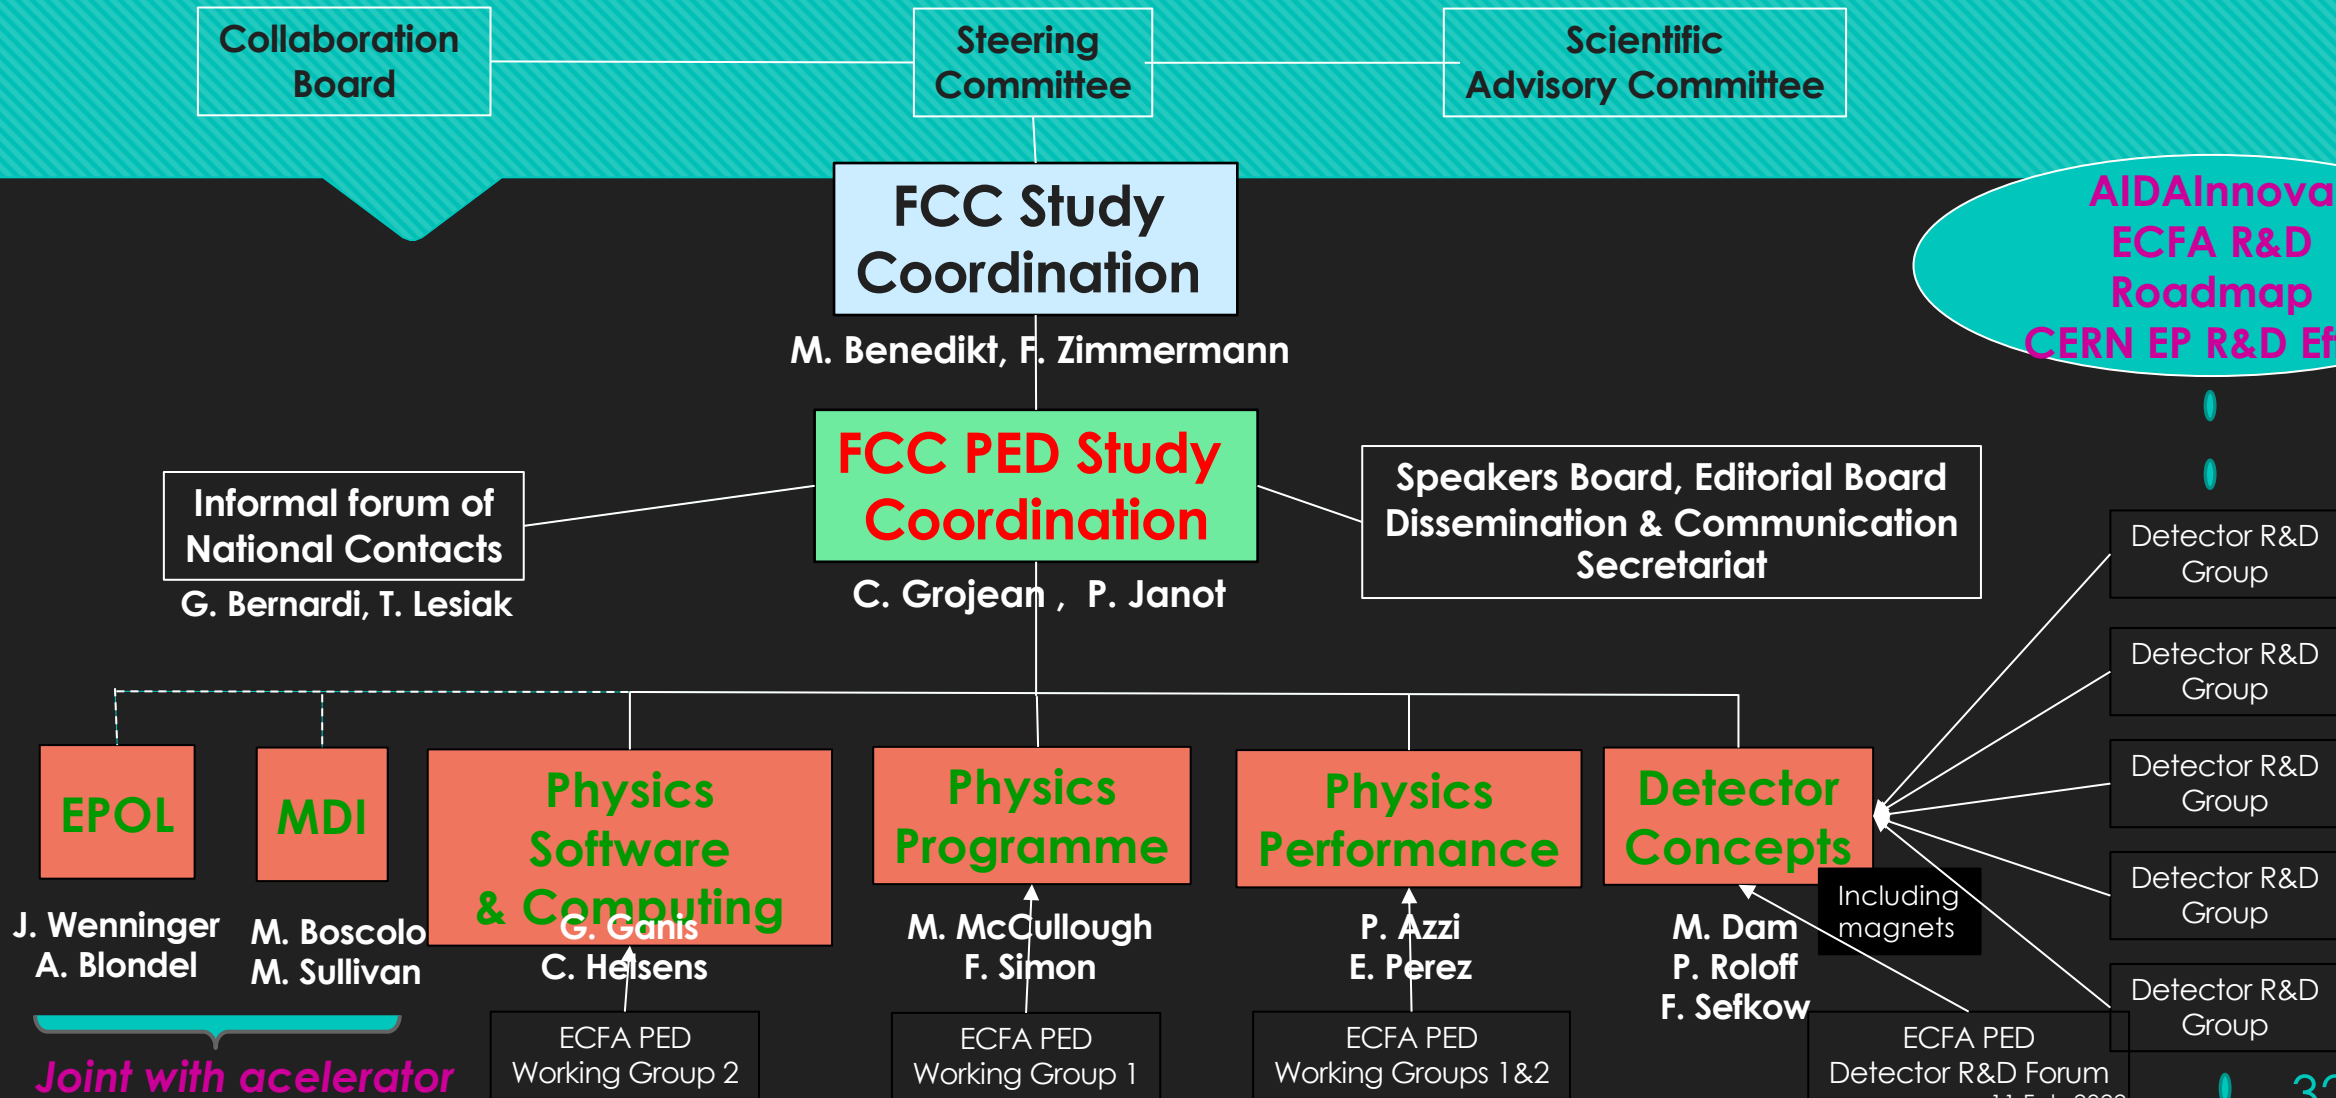 Collaboration
Board
Steering
Committee
Scientific
Advisory Committee
FCC Study
Coordination
M. Benedikt, F. Zimmermann
AIDAInnova
ECFA R&D
Roadmap
CERN EP R&D
FCC PED Study
Coordination
C. Grojean , P. Janot
Informal forum of
National Contacts
G. Bernardi, T. Lesiak
Speakers Board, Editorial Board
Dissemination & Communication
Secretariat
Detector R&D
Group
Detector R&D
Group
Detector R&D
Group
Detector R&D
Group
Detector R&D
Group
EPOL
J. Wenninger
A. Blondel
MDI
M. Boscolo
M. Sullivan
Joint with acelerator
Physics
Software
& Computing
G. Ganis
C. Helsens
ECFA PED
Working Group 2
Physics
Programme
M. McCullough
F. Simon
ECFA PED
Working Group 1
Physics
Performance
P. Azzi
E. Perez
ECFA PED
Working Groups 1&2
Detector
Concepts
Including
magnets
M. Dam
P. Roloff
F. Sefkow
ECFA PED
Detector R&D Forum